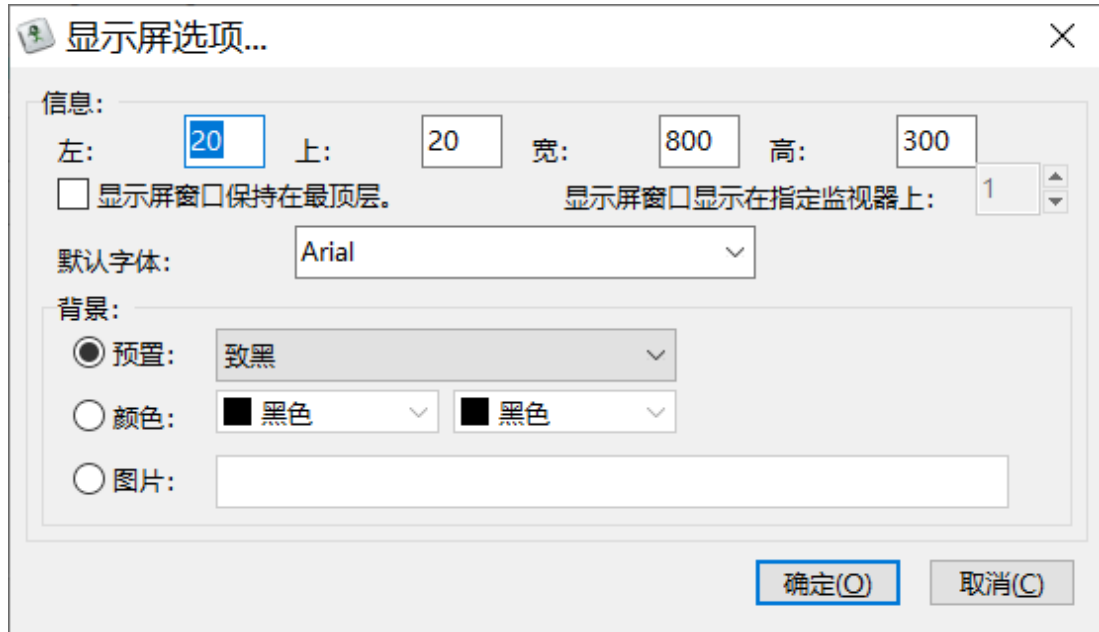 显示屏选项...
信息:
左: 20 上: 20 宽: 800 高: 300
显示屏窗口保持在最顶层。 显示屏窗口显示在指定监视器上: 1
默认字体: Arial
背景:
预置: 致黑
颜色: 黑色 黑色
图片:
确定(O) 取消(C)